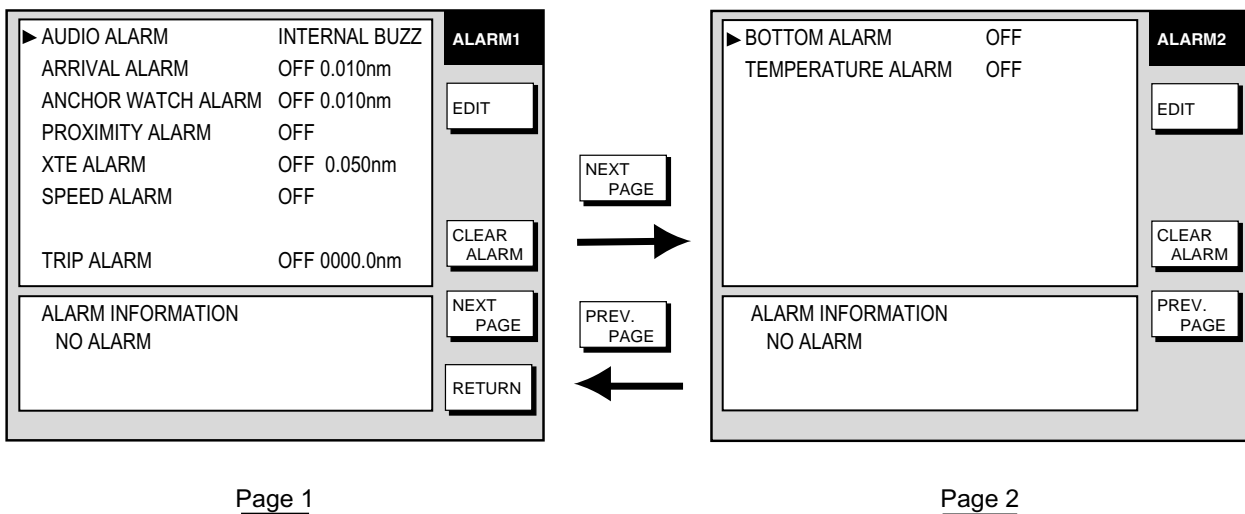 ▶ AUDIO ALARM INTERNAL BUZZ
ARRIVAL ALARM OFF 0.010nm
ANCHOR WATCH ALARM OFF 0.010nm
PROXIMITY ALARM OFF
XTE ALARM OFF 0.050nm
SPEED ALARM OFF
TRIP ALARM OFF 0000.0nm
ALARM INFORMATION
NO ALARM
ALARM1
EDIT
CLEAR
ALARM
NEXT
PAGE
RETURN
NEXT
PAGE
PREV.
PAGE
▶ BOTTOM ALARM OFF
TEMPERATURE ALARM OFF
ALARM INFORMATION
NO ALARM
ALARM2
EDIT
CLEAR
ALARM
PREV.
PAGE
Page 1
Page 2